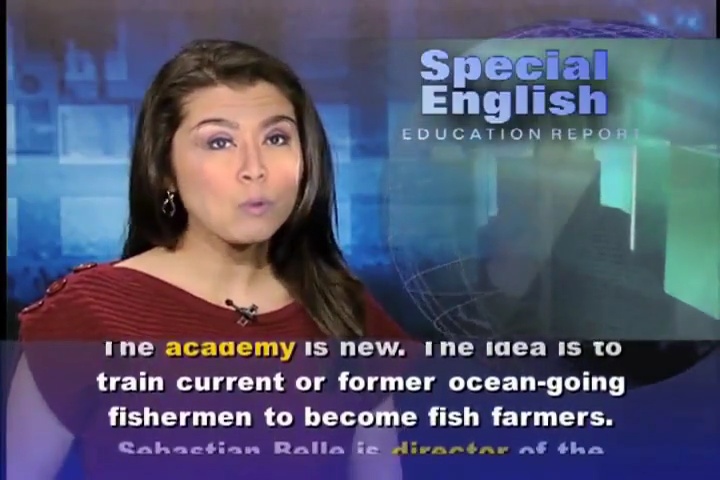 Special
English
EDUCATION REPORT
The academy is new. The idea is to
train current or former ocean-going
fishermen to become fish farmers.
Sebastian Belle is director of the